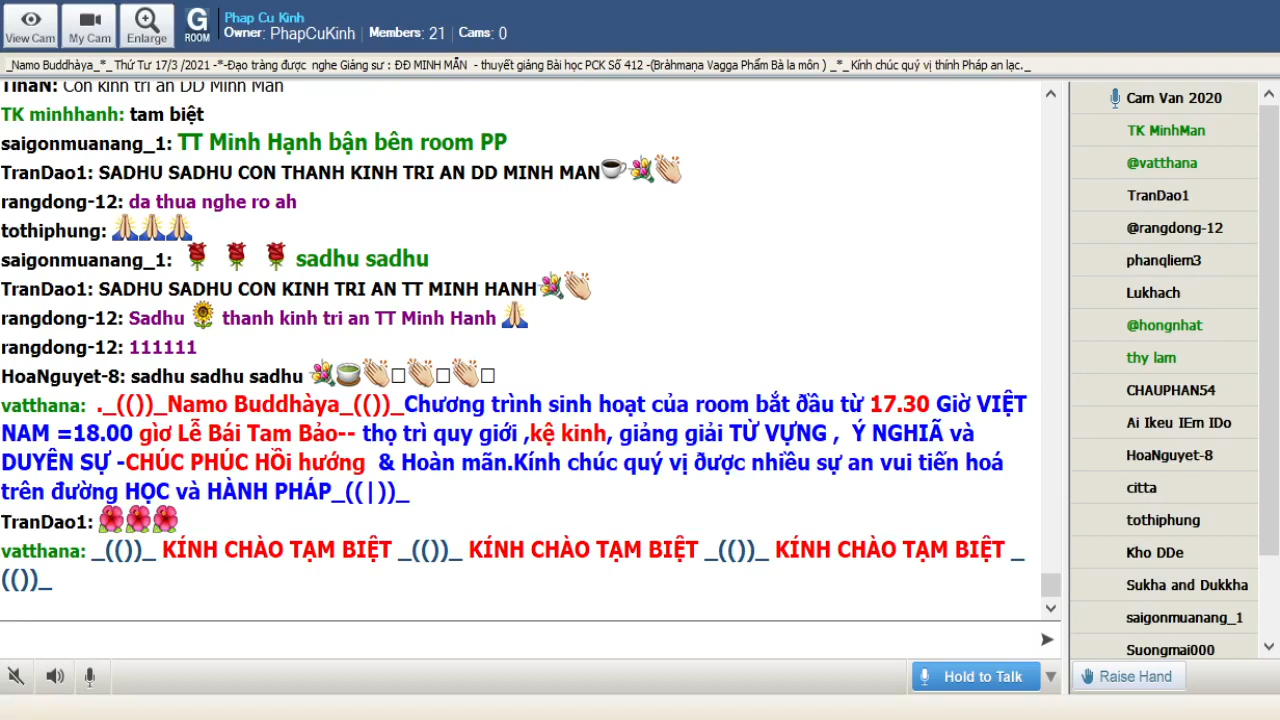 View Cam
My Cam
Enlarge
G
ROOM
Phap Cu Kinh
Owner: PhapCuKinh | Members: 21 | Cams: 0
_Namo Buddhàya_*_ Thứ Tư 17/3 /2021 -*-Đạo tràng được nghe Giảng sư : ĐĐ MINH MẪN - thuyết giảng Bài học PCK Số 412 -(Bràhmaṇa Vagga Phẩm Bà la môn ) _*_ Kính chúc quý vị thính Pháp an lạc._
TinaN: Con kinh tri an DD Minh Man
TK minhhanh: tam biệt
saigonmuanang_1: TT Minh Hạnh bận bên room PP
TranDao1: SADHU SADHU CON THANH KINH TRI AN DD MINH MAN
rangdong-12: da thua nghe ro ah
tothiphung:
saigonmuanang_1: sadhu sadhu
TranDao1: SADHU SADHU CON KINH TRI AN TT MINH HANH
rangdong-12: Sadhu thanh kinh tri an TT Minh Hanh
rangdong-12: 111111
HoaNguyet-8: sadhu sadhu sadhu
vatthana: ._(())_Namo Buddhàya_(())_Chương trình sinh hoạt của room bắt đầu từ 17.30 Giờ VIỆT
NAM =18.00 gìơ Lễ Bái Tam Bảo-- thọ trì quy giới ,kệ kinh, giảng giải TỪ VỰNG , Ý NGHIÃ và
DUYÊN SỰ -CHÚC PHÚC HỒi hướng & Hoàn mãn.Kính chúc quý vị được nhiều sự an vui tiến hoá
trên đường HỌC và HÀNH PHÁP_((|))_
TranDao1:
vatthana: _(())_ KÍNH CHÀO TẠM BIỆT _(())_ KÍNH CHÀO TẠM BIỆT _(())_ KÍNH CHÀO TẠM BIỆT _
(())_
Hold to Talk
Cam Van 2020
TK MinhMan
@vatthana
TranDao1
@rangdong-12
phanqliem3
Lukhach
@hongnhat
thy lam
CHAUPHAN54
Ai Ikeu IEm IDo
HoaNguyet-8
citta
tothiphung
Kho DDe
Sukha and Dukkha
saigonmuanang_1
Suongmai000
Raise Hand